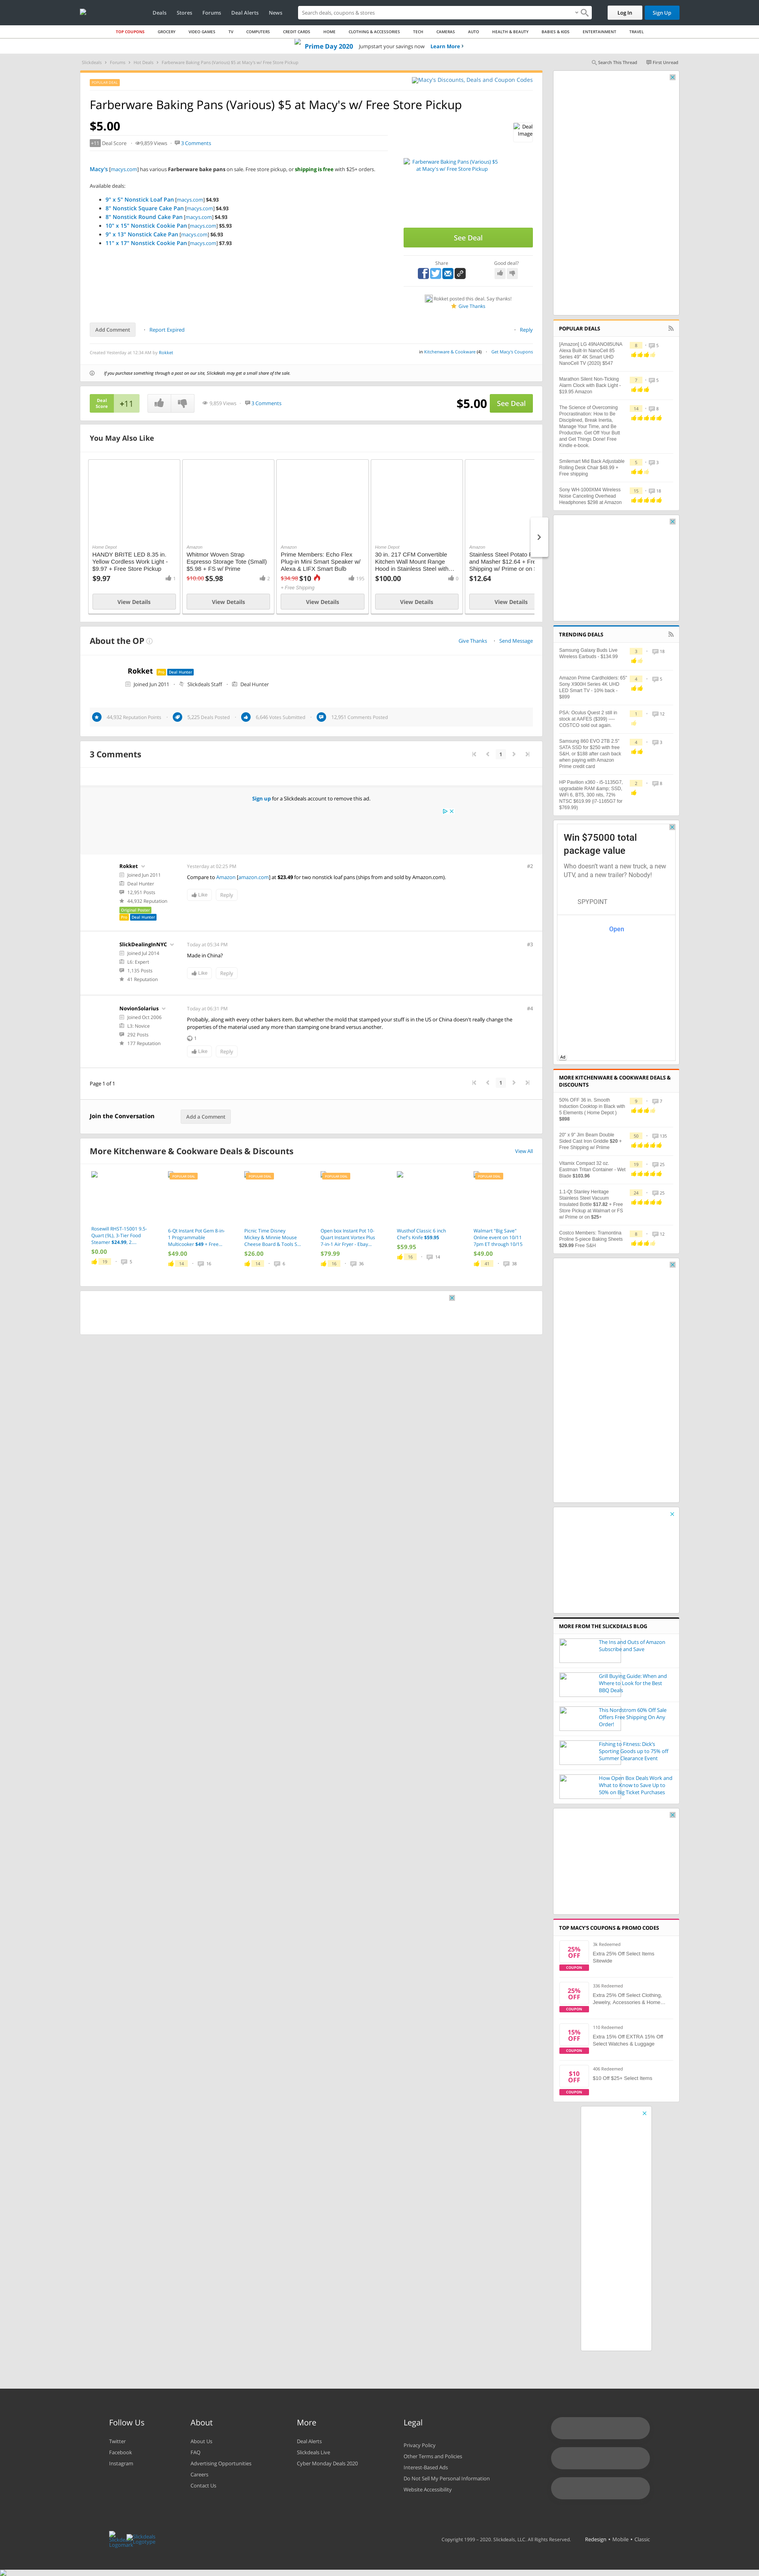 Deals Stores Forums Deal Alerts News Search deals, coupons & stores Log In Sign Up
TOP COUPONS GROCERY VIDEO GAMES TV COMPUTERS CREDIT CARDS HOME CLOTHING & ACCESSORIES TECH CAMERAS AUTO HEALTH & BEAUTY BABIES & KIDS ENTERTAINMENT TRAVEL
Prime Day 2020 Jumpstart your savings now Learn More
Slickdeals Forums Hot Deals Farberware Baking Pans (Various) $5 at Macy's w/ Free Store Pickup Search This Thread First Unread
Macy's Discounts, Deals and Coupon Codes
Farberware Baking Pans (Various) $5 at Macy's w/ Free Store Pickup
$5.00
+11 Deal Score 9,859 Views 3 Comments
Deal Image
Macy's [macys.com] has various Farberware bake pans on sale. Free store pickup, or shipping is free with $25+ orders.
Farberware Baking Pans (Various) $5 at Macy's w/ Free Store Pickup
Available deals:
9" x 5" Nonstick Loaf Pan [macys.com] $4.93
8" Nonstick Square Cake Pan [macys.com] $4.93
8" Nonstick Round Cake Pan [macys.com] $4.93
10" x 15" Nonstick Cookie Pan [macys.com] $5.93
9" x 13" Nonstick Cake Pan [macys.com] $6.93
11" x 17" Nonstick Cookie Pan [macys.com] $7.93
See Deal
Share Good deal?
Rokket posted this deal. Say thanks!
Give Thanks
Add Comment Report Expired Reply
Created Yesterday at 12:36 AM by Rokket in Kitchenware & Cookware (4) Get Macy's Coupons
If you purchase something through a post on our site, Slickdeals may get a small share of the sale.
Deal Score +11 9,859 Views 3 Comments $5.00 See Deal
You May Also Like
Home Depot
HANDY BRITE LED 8.35 in. Yellow Cordless Work Light - $9.97 + Free Store Pickup
$9.97 1
View Details
Amazon
Whitmor Woven Strap Espresso Storage Tote (Small) $5.98 + FS w/ Prime
$10.00 $5.98 2
View Details
Amazon
Prime Members: Echo Flex Plug-in Mini Smart Speaker w/ Alexa & LIFX Smart Bulb
$34.98 $10 195
+ Free Shipping
View Details
Home Depot
30 in. 217 CFM Convertible Kitchen Wall Mount Range Hood in Stainless Steel with...
$100.00 0
View Details
Amazon
Stainless Steel Potato
and Masher $12.64 + Fre
Shipping w/ Prime or on
$12.64
View Details
About the OP Give Thanks Send Message
Rokket Pro Deal Hunter
Joined Jun 2011 Slickdeals Staff Deal Hunter
44,932 Reputation Points 5,225 Deals Posted 6,646 Votes Submitted 12,951 Comments Posted
3 Comments 1
Sign up for a Slickdeals account to remove this ad.
Rokket Yesterday at 02:25 PM #2
Joined Jun 2011
Deal Hunter
12,951 Posts
44,932 Reputation
Original Poster
Pro Deal Hunter
Compare to Amazon [amazon.com] at $23.49 for two nonstick loaf pans (ships from and sold by Amazon.com).
Like Reply
SlickDealingInNYC Today at 05:34 PM #3
Joined Jul 2014
L6: Expert
1,135 Posts
41 Reputation
Made in China?
Like Reply
NovionSolarius Today at 06:31 PM #4
Joined Oct 2006
L3: Novice
292 Posts
177 Reputation
Probably, along with every other bakers item. But whether the mold that stamped your stuff is in the US or China doesn't really change the properties of the material used any more than stamping one brand versus another.
1
Like Reply
Page 1 of 1 1
Join the Conversation Add a Comment
More Kitchenware & Cookware Deals & Discounts View All
Rosewill RHST-15001 9.5-Quart (9L), 3-Tier Food Steamer $24.99, 2....
$0.00
10 5
6-Qt Instant Pot Gem 8-in-1 Programmable Multicooker $49 + Free...
$49.00
14 16
Picnic Time Disney Mickey & Minnie Mouse Cheese Board & Tools S...
$26.00
14 6
Open box Instant Pot 10-Quart Instant Vortex Plus 7-in-1 Air Fryer - Ebay...
$79.99
16 36
Wusthof Classic 6 inch Chef's Knife $59.95
$59.95
16 14
Walmart "Big Save" Online event on 10/11 7pm ET through 10/15
$49.00
41 38
POPULAR DEALS
[Amazon] LG 49NANO85UNA Alexa Built-In NanoCell 85 Series 49" 4K Smart UHD NanoCell TV (2020) $547
Marathon Silent Non-Ticking Alarm Clock with Back Light - $19.95 Amazon
The Science of Overcoming Procrastination: How to Be Disciplined, Break Inertia, Manage Your Time, and Be Productive. Get Off Your Butt and Get Things Done! Free Kindle e-book.
Smilemart Mid Back Adjustable Rolling Desk Chair $49.99 + Free shipping
Sony WH-1000XM4 Wireless Noise Canceling Overhead Headphones $298 at Amazon
TRENDING DEALS
Samsung Galaxy Buds Live Wireless Earbuds - $134.99
Amazon Prime Cardholders: 65" Sony X900H Series 4K UHD LED Smart TV - 10% back - $899
PSA: Oculus Quest 2 still in stock at AAFES ($399) ---- COSTCO sold out again.
Samsung 860 EVO 2TB 2.5" SATA SSD for $250 with free S&H, or $188 after cash back when paying with Amazon Prime credit card
HP Pavilion x360 - i5-1135G7, upgradable RAM &amp; SSD, WiFi 6, BT5, 300 nits, 72% NTSC $619.99 (i7-1165G7 for $769.99)
Win $75000 total package value
Who doesn't want a new truck, a new UTV, and a new trailer? Nobody!
SPYPOINT
Open
Ad
MORE KITCHENWARE & COOKWARE DEALS & DISCOUNTS
50% OFF 36 in. Smooth Induction Cooktop in Black with 5 Elements ( Home Depot ) $898
20" x 9" Jim Beam Double Sided Cast Iron Griddle $20 + Free Shipping w/ Prime
Vitamix Compact 32 oz. Eastman Tritan Container - Wet Blade $103.96
1.1-Qt Stanley Heritage Stainless Steel Vacuum Insulated Bottle $17.82 + Free Store Pickup at Walmart or FS w/ Prime or on $25+
Costco Members: Tramontina Proline 5-piece Baking Sheets $29.99 Free S&H
MORE FROM THE SLICKDEALS BLOG
The Ins and Outs of Amazon Subscribe and Save
Grill Buying Guide: When and Where to Look for the Best BBQ Deals
This Nordstrom 60% Off Sale Offers Free Shipping On Any Order!
Fishing to Fitness: Dick's Sporting Goods up to 75% off Summer Clearance Event
How Open Box Deals Work and What to Know to Save Up to 50% on Big Ticket Purchases
TOP MACY'S COUPONS & PROMO CODES
25% OFF COUPON 3k Redeemed Extra 25% Off Select Items Sitewide
25% OFF COUPON 356 Redeemed Extra 25% Off Select Clothing, Jewelry, Accessories & Home...
15% OFF COUPON 116 Redeemed Extra 15% Off EXTRA 15% Off Select Watches & Luggage
$10 OFF COUPON 406 Redeemed $10 Off $25+ Select Items
Follow Us About More Legal
Twitter
Facebook
Instagram
About Us
FAQ
Advertising Opportunities
Careers
Contact Us
Deal Alerts
Slickdeals Live
Cyber Monday Deals 2020
Privacy Policy
Other Terms and Policies
Interest-Based Ads
Do Not Sell My Personal Information
Website Accessibility
Copyright 1999 - 2020. Slickdeals, LLC. All Rights Reserved. Redesign • Mobile • Classic